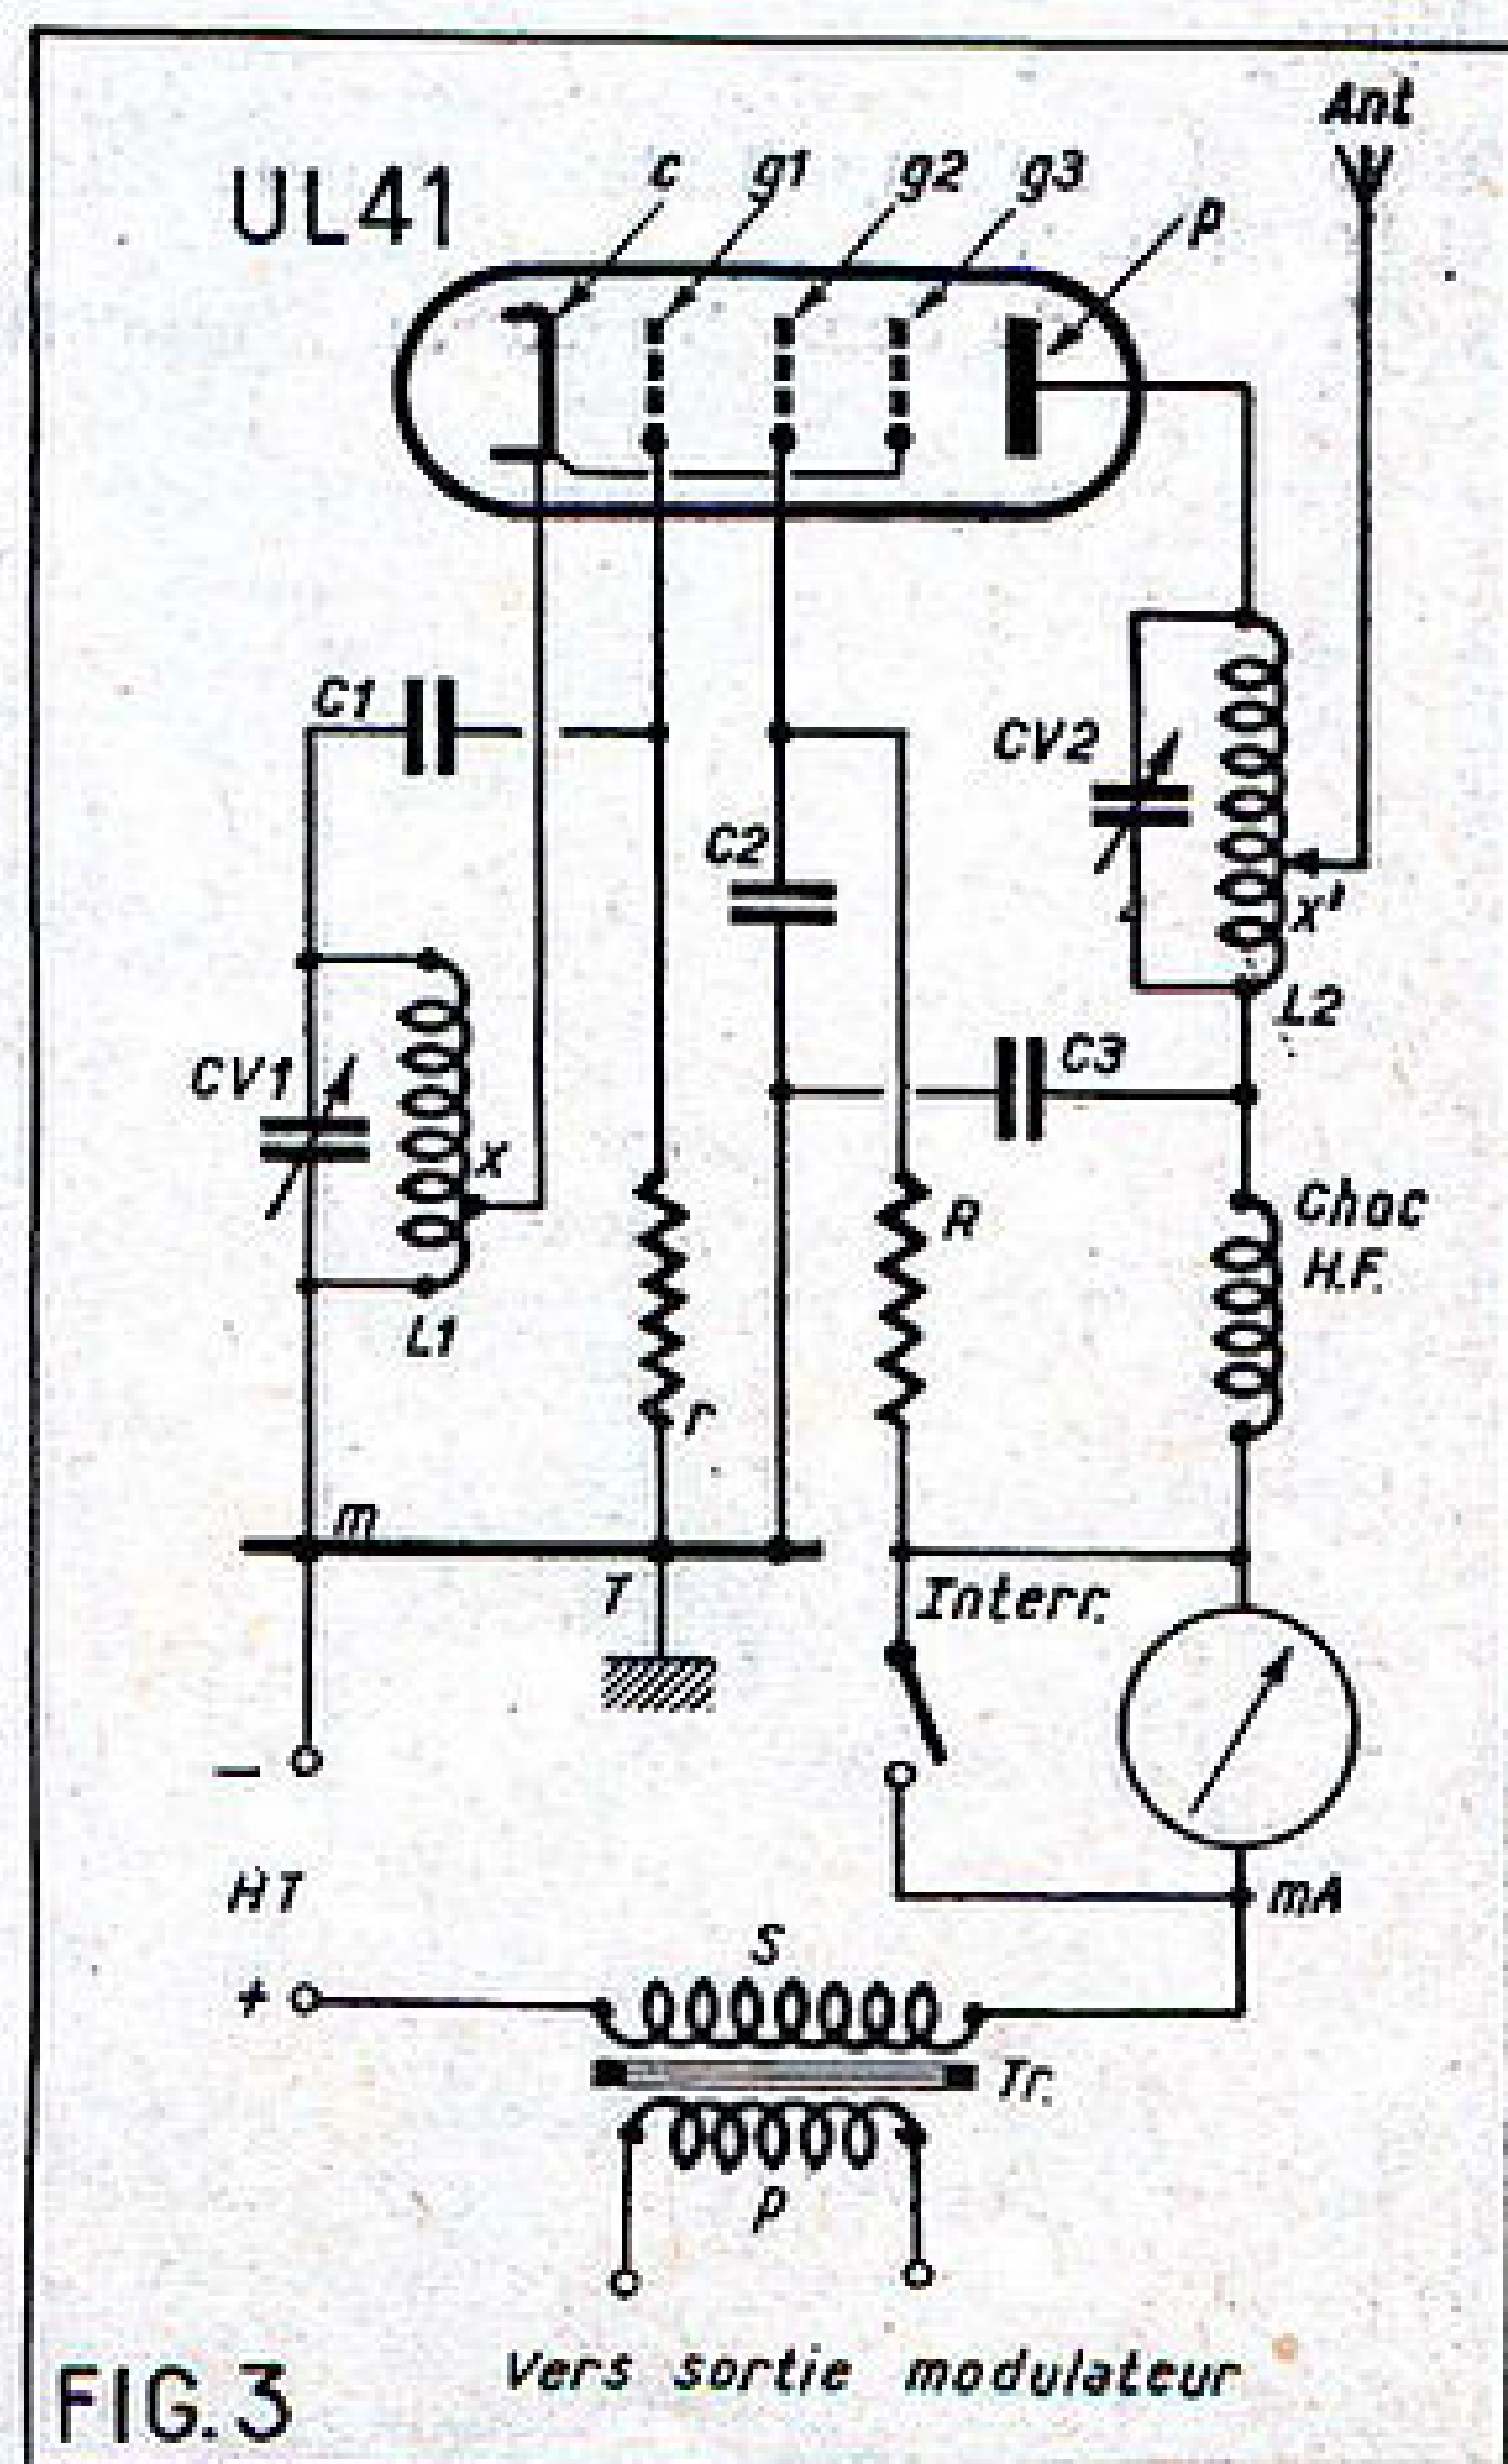 Ant
UL41
c
g1
g2
g3
p
C1
CV2
C2
x'
L2
C3
CV1
x
R
Choc
H.F.
L1
r
m
T
Interr.
−
HT
mA
S
+
Tr.
p
Vers sortie modulateur
FIG.3